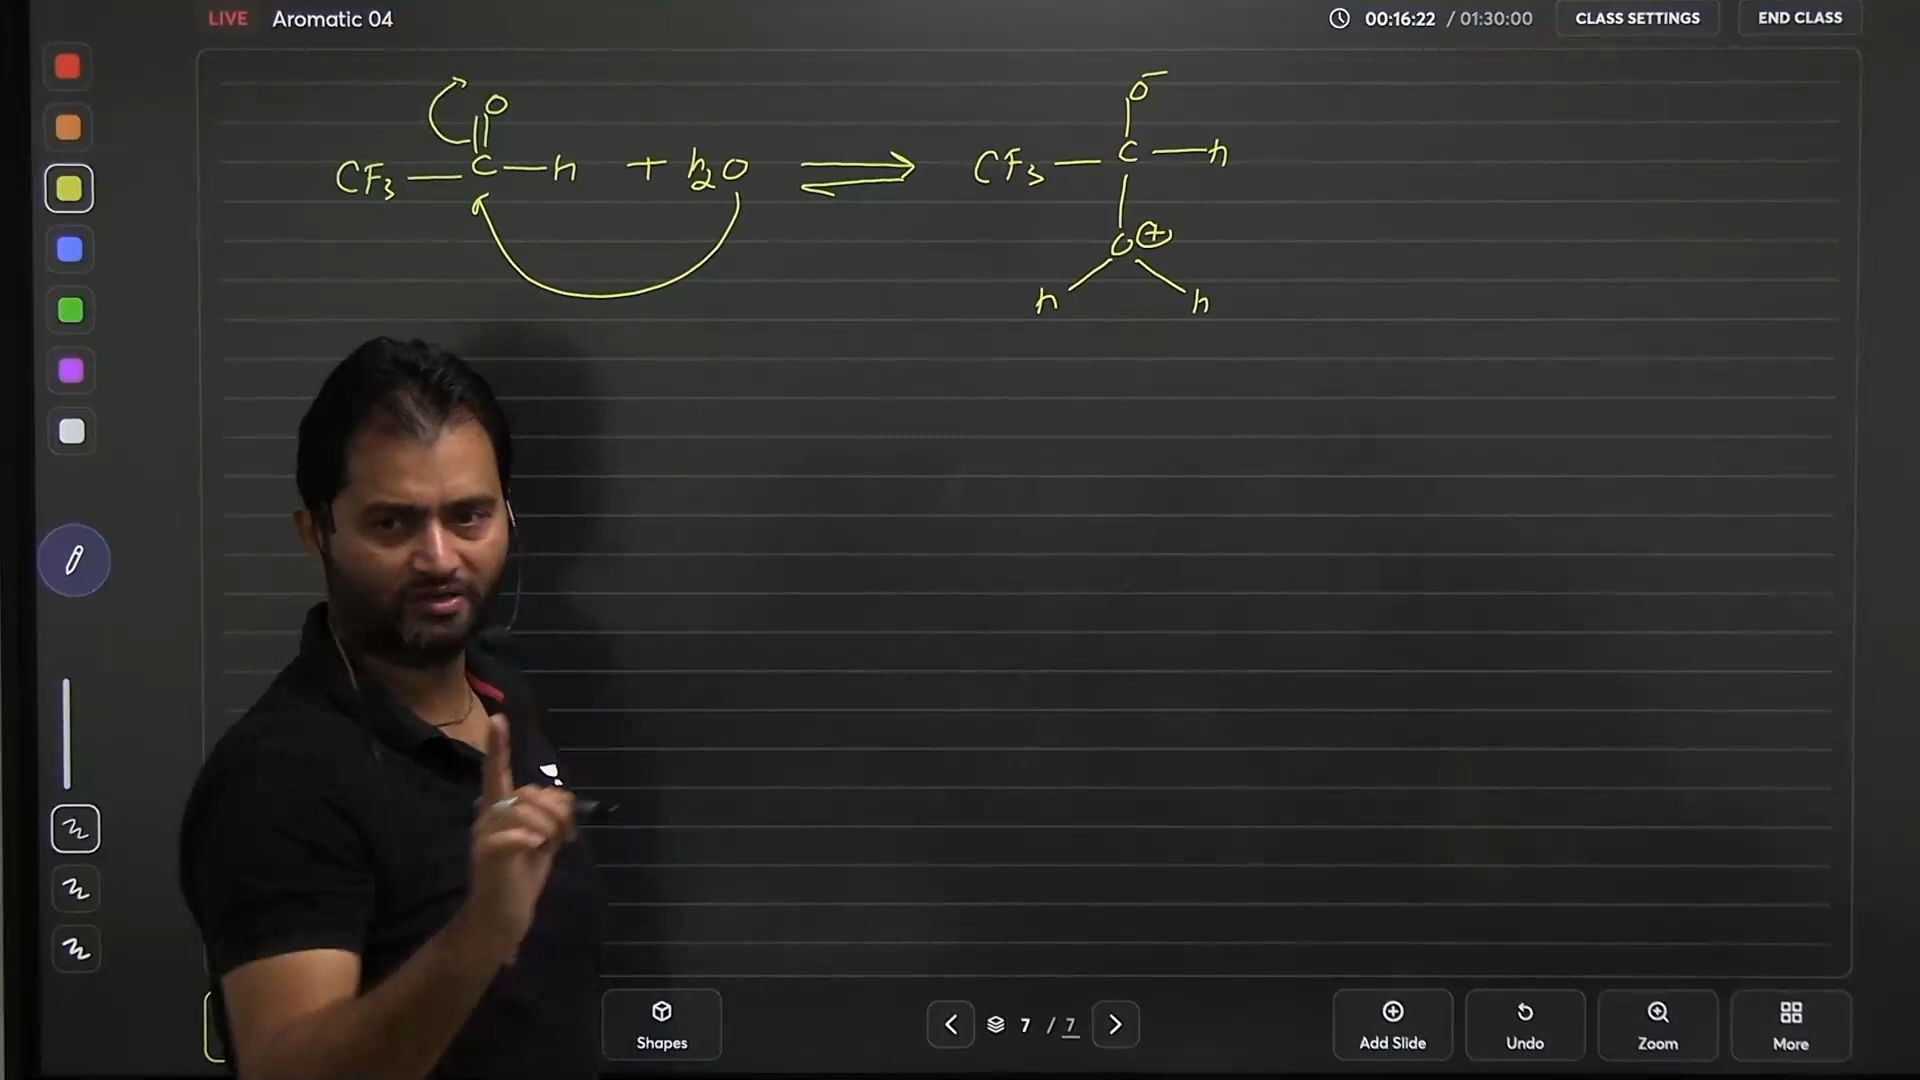 LIVE Aromatic 04 00:16:22 / 01:30:00 CLASS SETTINGS END CLASS
O O⁻
CF₃ — C — H + H₂O ⇌ CF₃ — C — H
O⊕
H H
Shapes 7 / 7 Add Slide Undo Zoom More